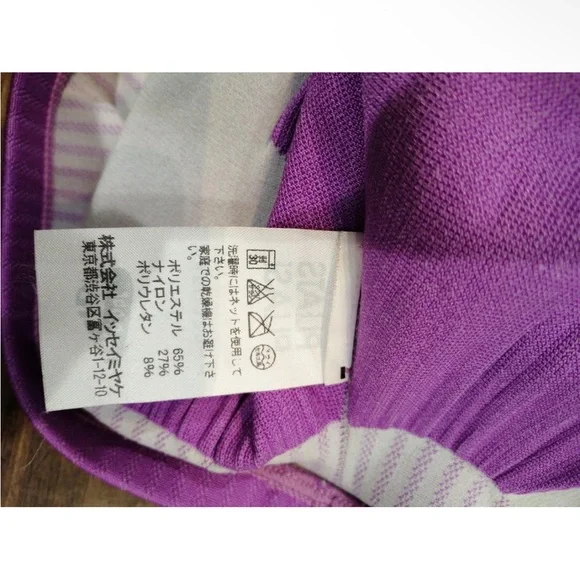 弱
30
洗濯時にはネットを使用して
下さい。
家庭での乾燥機はお避け下さ
い。
ポリエステル 65%
ナイロン 27%
ポリウレタン 8%
株式会社 イッセイミヤケ
東京都渋谷区富ヶ谷1-12-10